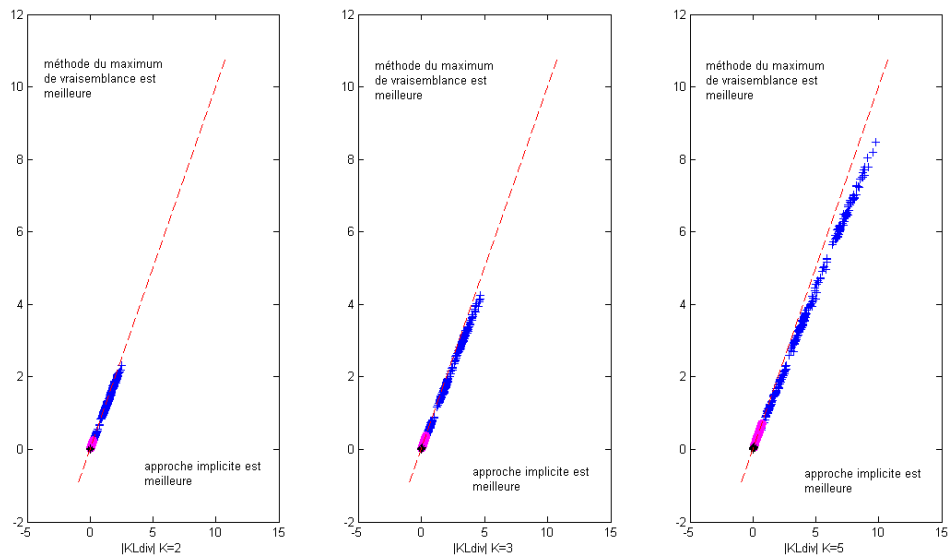 12
10
8
6
4
2
0
-2
méthode du maximum
de vraisemblance est
meilleure
approche implicite est
meilleure
-5
0
5
10
15
|KLdiv| K=2
12
10
8
6
4
2
0
-2
méthode du maximum
de vraisemblance est
meilleure
approche implicite est
meilleure
-5
0
5
10
15
|KLdiv| K=3
12
10
8
6
4
2
0
-2
méthode du maximum
de vraisemblance est
meilleure
approche implicite est
meilleure
-5
0
5
10
15
|KLdiv| K=5